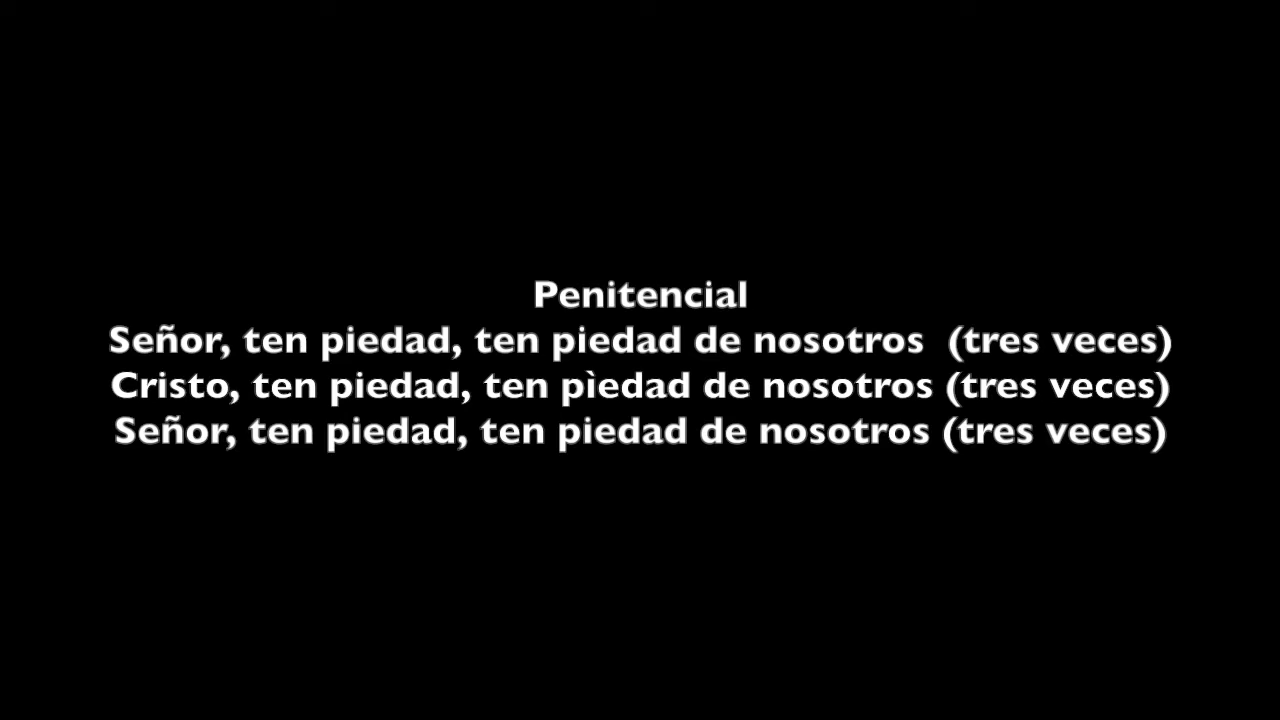 Penitencial
Señor, ten piedad, ten piedad de nosotros  (tres veces)
Cristo, ten piedad, ten pìedad de nosotros (tres veces)
Señor, ten piedad, ten piedad de nosotros (tres veces)